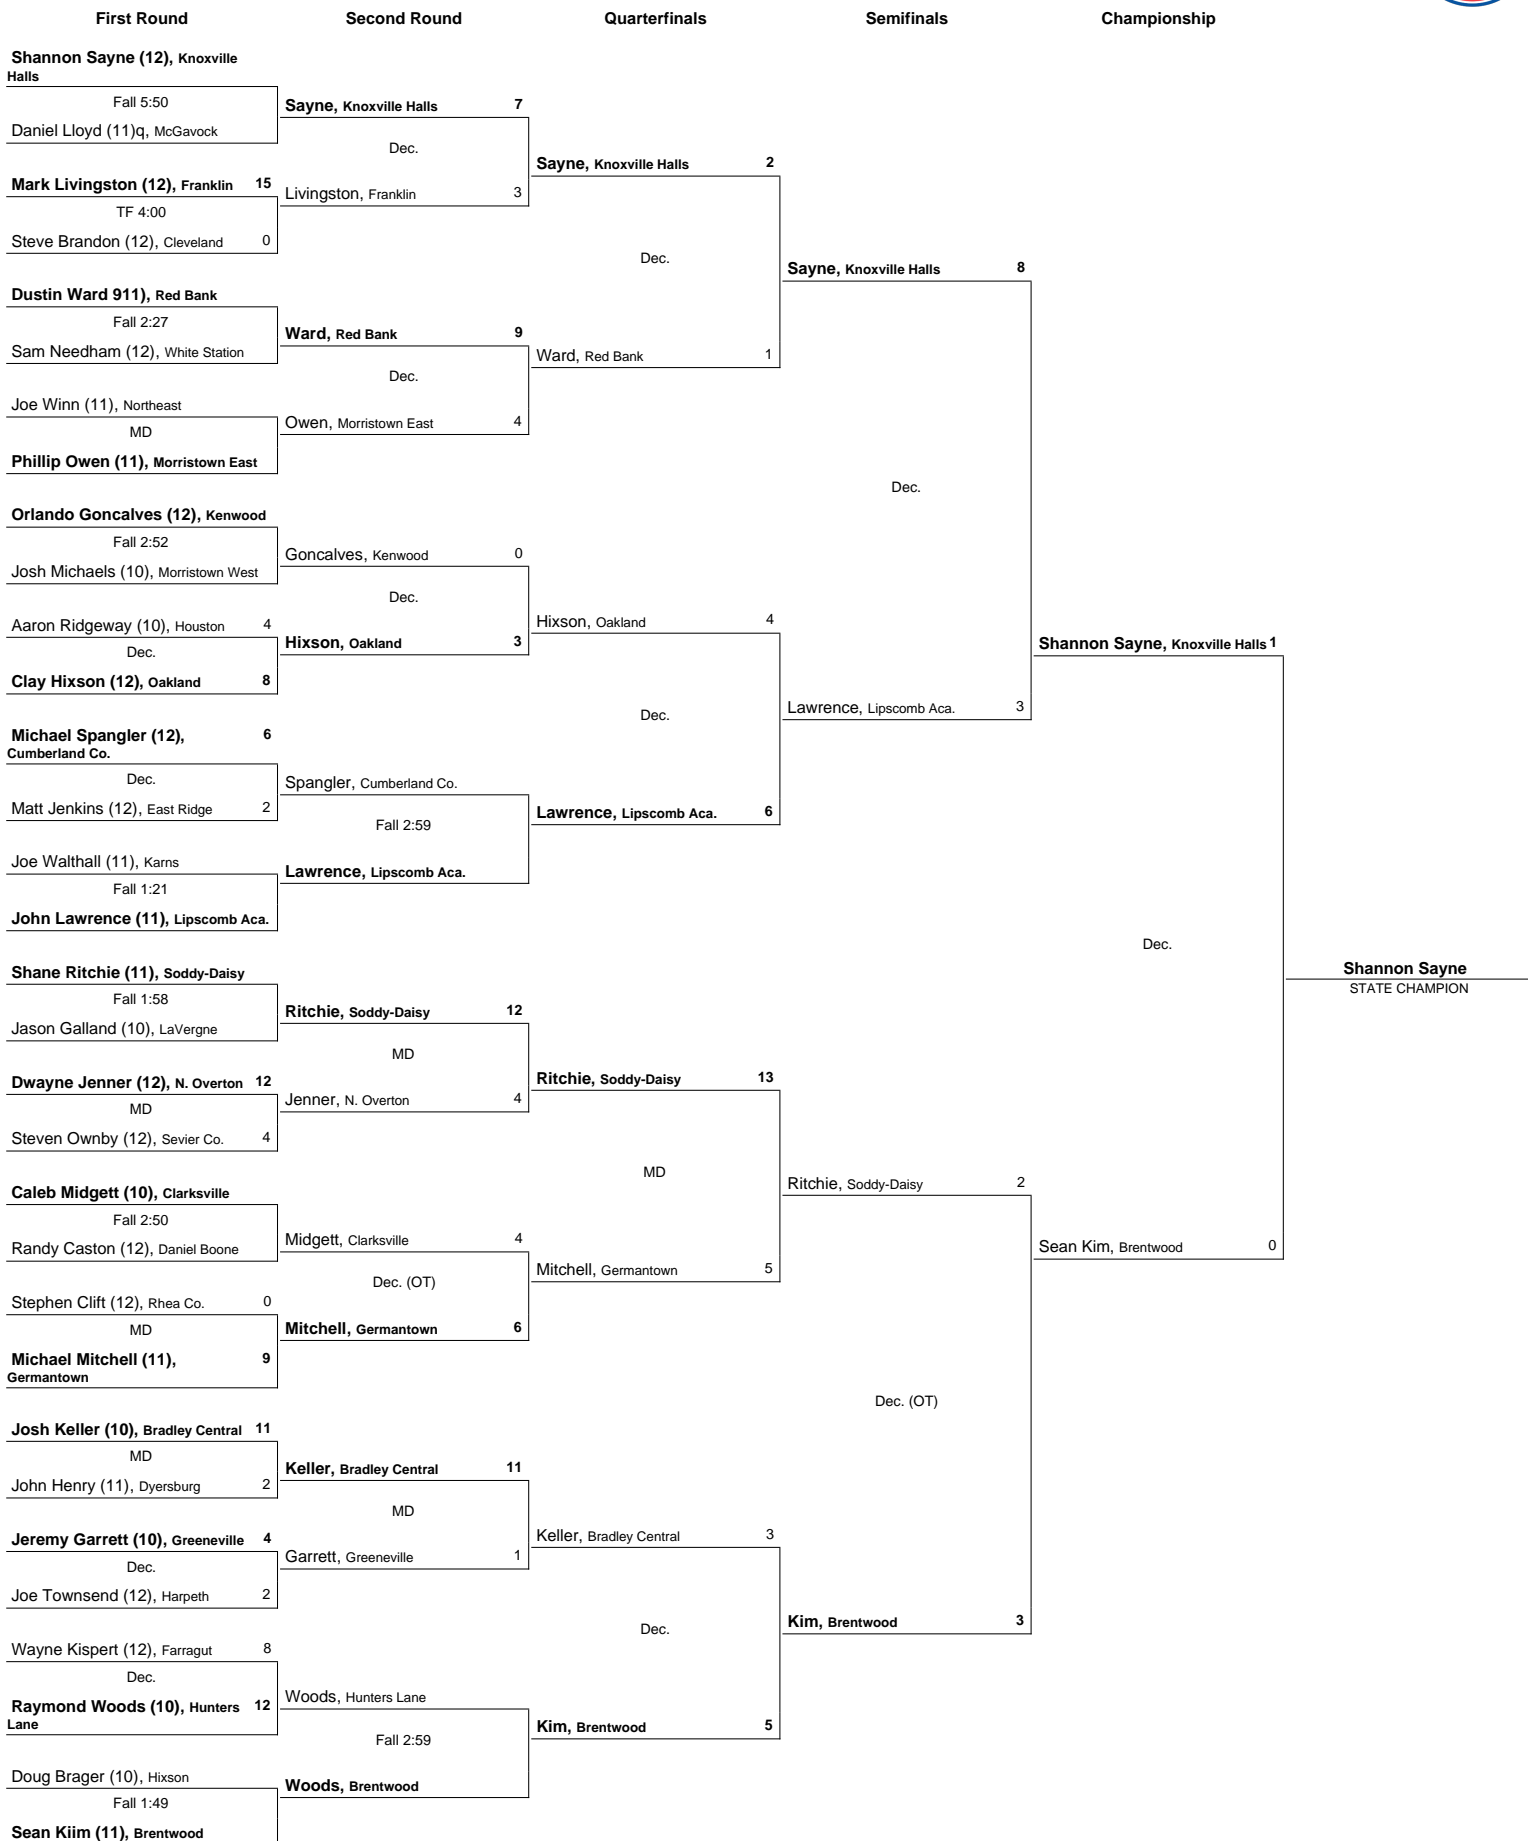 First Round Second Round Quarterfinals Semifinals Championship
Shannon Sayne (12), Knoxville
Halls
Fall 5:50
Daniel Lloyd (11)q, McGavock
Mark Livingston (12), Franklin 15
TF 4:00
Steve Brandon (12), Cleveland 0
Dustin Ward 911), Red Bank
Fall 2:27
Sam Needham (12), White Station
Joe Winn (11), Northeast
MD
Phillip Owen (11), Morristown East
Orlando Goncalves (12), Kenwood
Fall 2:52
Josh Michaels (10), Morristown West
Aaron Ridgeway (10), Houston 4
Dec.
Clay Hixson (12), Oakland 8
Michael Spangler (12), 6
Cumberland Co.
Dec.
Matt Jenkins (12), East Ridge 2
Joe Walthall (11), Karns
Fall 1:21
John Lawrence (11), Lipscomb Aca.
Shane Ritchie (11), Soddy-Daisy
Fall 1:58
Jason Galland (10), LaVergne
Dwayne Jenner (12), N. Overton 12
MD
Steven Ownby (12), Sevier Co. 4
Caleb Midgett (10), Clarksville
Fall 2:50
Randy Caston (12), Daniel Boone
Stephen Clift (12), Rhea Co. 0
MD
Michael Mitchell (11), 9
Germantown
Josh Keller (10), Bradley Central 11
MD
John Henry (11), Dyersburg 2
Jeremy Garrett (10), Greeneville 4
Dec.
Joe Townsend (12), Harpeth 2
Wayne Kispert (12), Farragut 8
Dec.
Raymond Woods (10), Hunters 12
Lane
Doug Brager (10), Hixson
Fall 1:49
Sean Kiim (11), Brentwood
Sayne, Knoxville Halls 7
Dec.
Livingston, Franklin 3
Ward, Red Bank 9
Dec.
Owen, Morristown East 4
Goncalves, Kenwood 0
Dec.
Hixson, Oakland 3
Spangler, Cumberland Co.
Fall 2:59
Lawrence, Lipscomb Aca.
Ritchie, Soddy-Daisy 12
MD
Jenner, N. Overton 4
Midgett, Clarksville 4
Dec. (OT)
Mitchell, Germantown 6
Keller, Bradley Central 11
MD
Garrett, Greeneville 1
Woods, Hunters Lane
Fall 2:59
Woods, Brentwood
Sayne, Knoxville Halls 2
Dec.
Ward, Red Bank 1
Hixson, Oakland 4
Dec.
Lawrence, Lipscomb Aca. 6
Ritchie, Soddy-Daisy 13
MD
Mitchell, Germantown 5
Keller, Bradley Central 3
Dec.
Kim, Brentwood 5
Sayne, Knoxville Halls 8
Dec.
Lawrence, Lipscomb Aca. 3
Ritchie, Soddy-Daisy 2
Dec. (OT)
Kim, Brentwood 3
Shannon Sayne, Knoxville Halls 1
Dec.
Sean Kim, Brentwood 0
Shannon Sayne
STATE CHAMPION